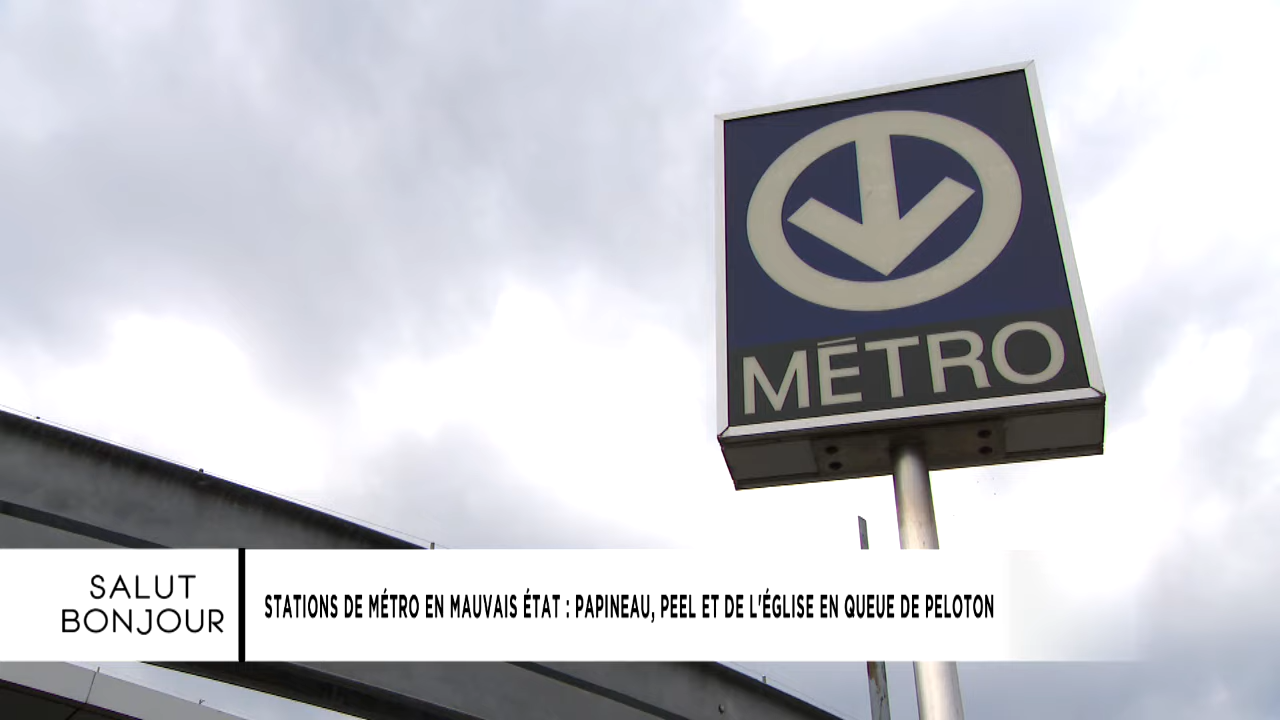 MÉTRO
SALUT
BONJOUR
STATIONS DE MÉTRO EN MAUVAIS ÉTAT : PAPINEAU, PEEL ET DE L'ÉGLISE EN QUEUE DE PELOTON